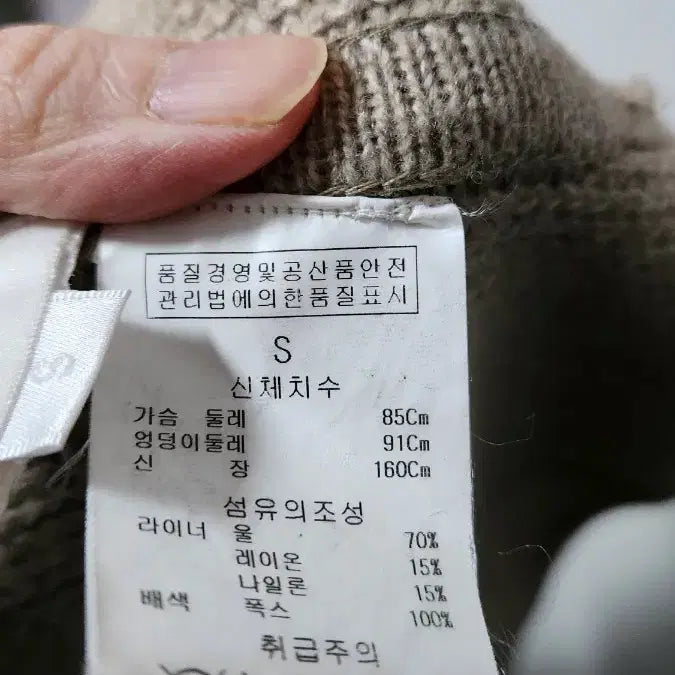 품질경영및공산품안전
관리법에의한품질표시
S
신체치수
가슴 둘레 85Cm
엉덩이둘레 91Cm
신 장 160Cm
섬유의조성
라이너 울 70%
레이온 15%
나일론 15%
배색 폭스 100%
취급주의
S